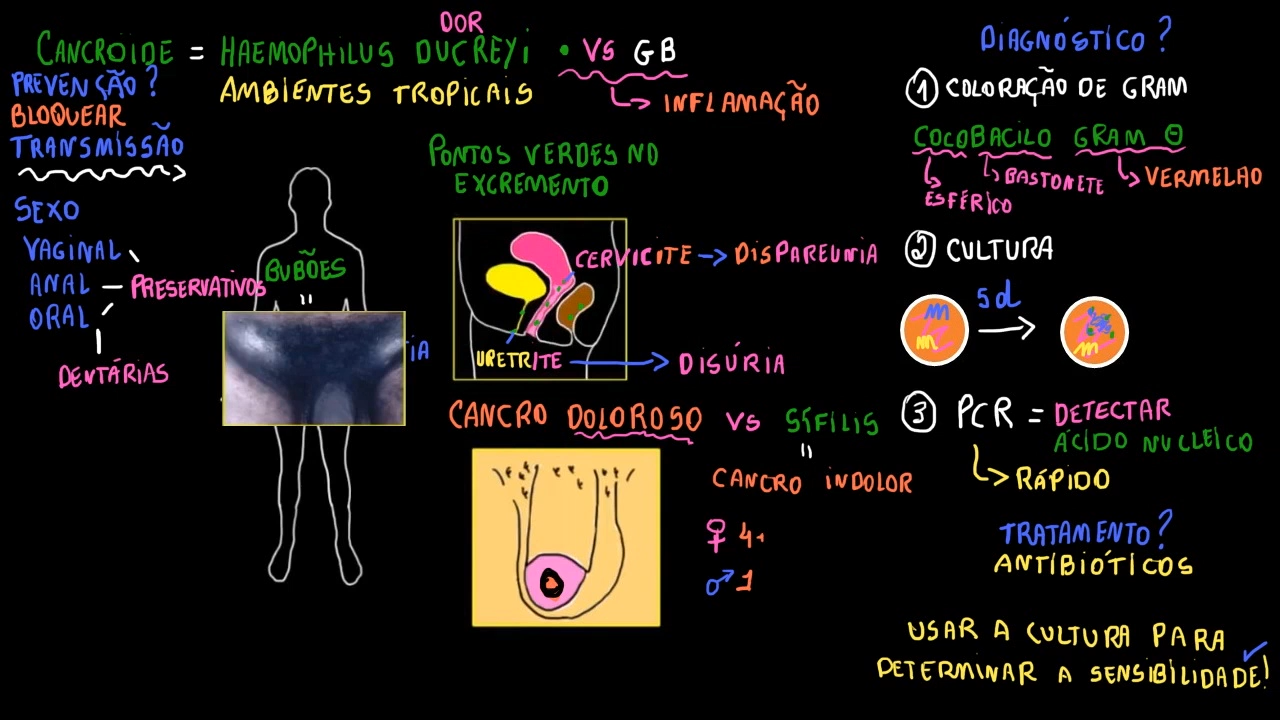 DOR
CANCROIDE = HAEMOPHILUS DUCREYI • VS GB
AMBIENTES TROPICAIS
INFLAMAÇÃO
PREVENÇÃO?
BLOQUEAR
TRANSMISSÃO
SEXO
VAGINAL
ANAL — PRESERVATIVOS
ORAL
DENTÁRIAS
BUBÕES
IA
PONTOS VERDES NO
EXCREMENTO
CERVICITE → DISPAREUNIA
URETRITE → DISÚRIA
CANCRO DOLOROSO VS SÍFILIS
CANCRO INDOLOR
♀ 4+
♂ 1
DIAGNÓSTICO?
1 COLORAÇÃO DE GRAM
COCOBACILO GRAM ⊖
ESFÉRICO
BASTONETE
VERMELHO
2 CULTURA
5d
3 PCR = DETECTAR
ÁCIDO NUCLEICO
RÁPIDO
TRATAMENTO?
ANTIBIÓTICOS
USAR A CULTURA PARA
DETERMINAR A SENSIBILIDADE!